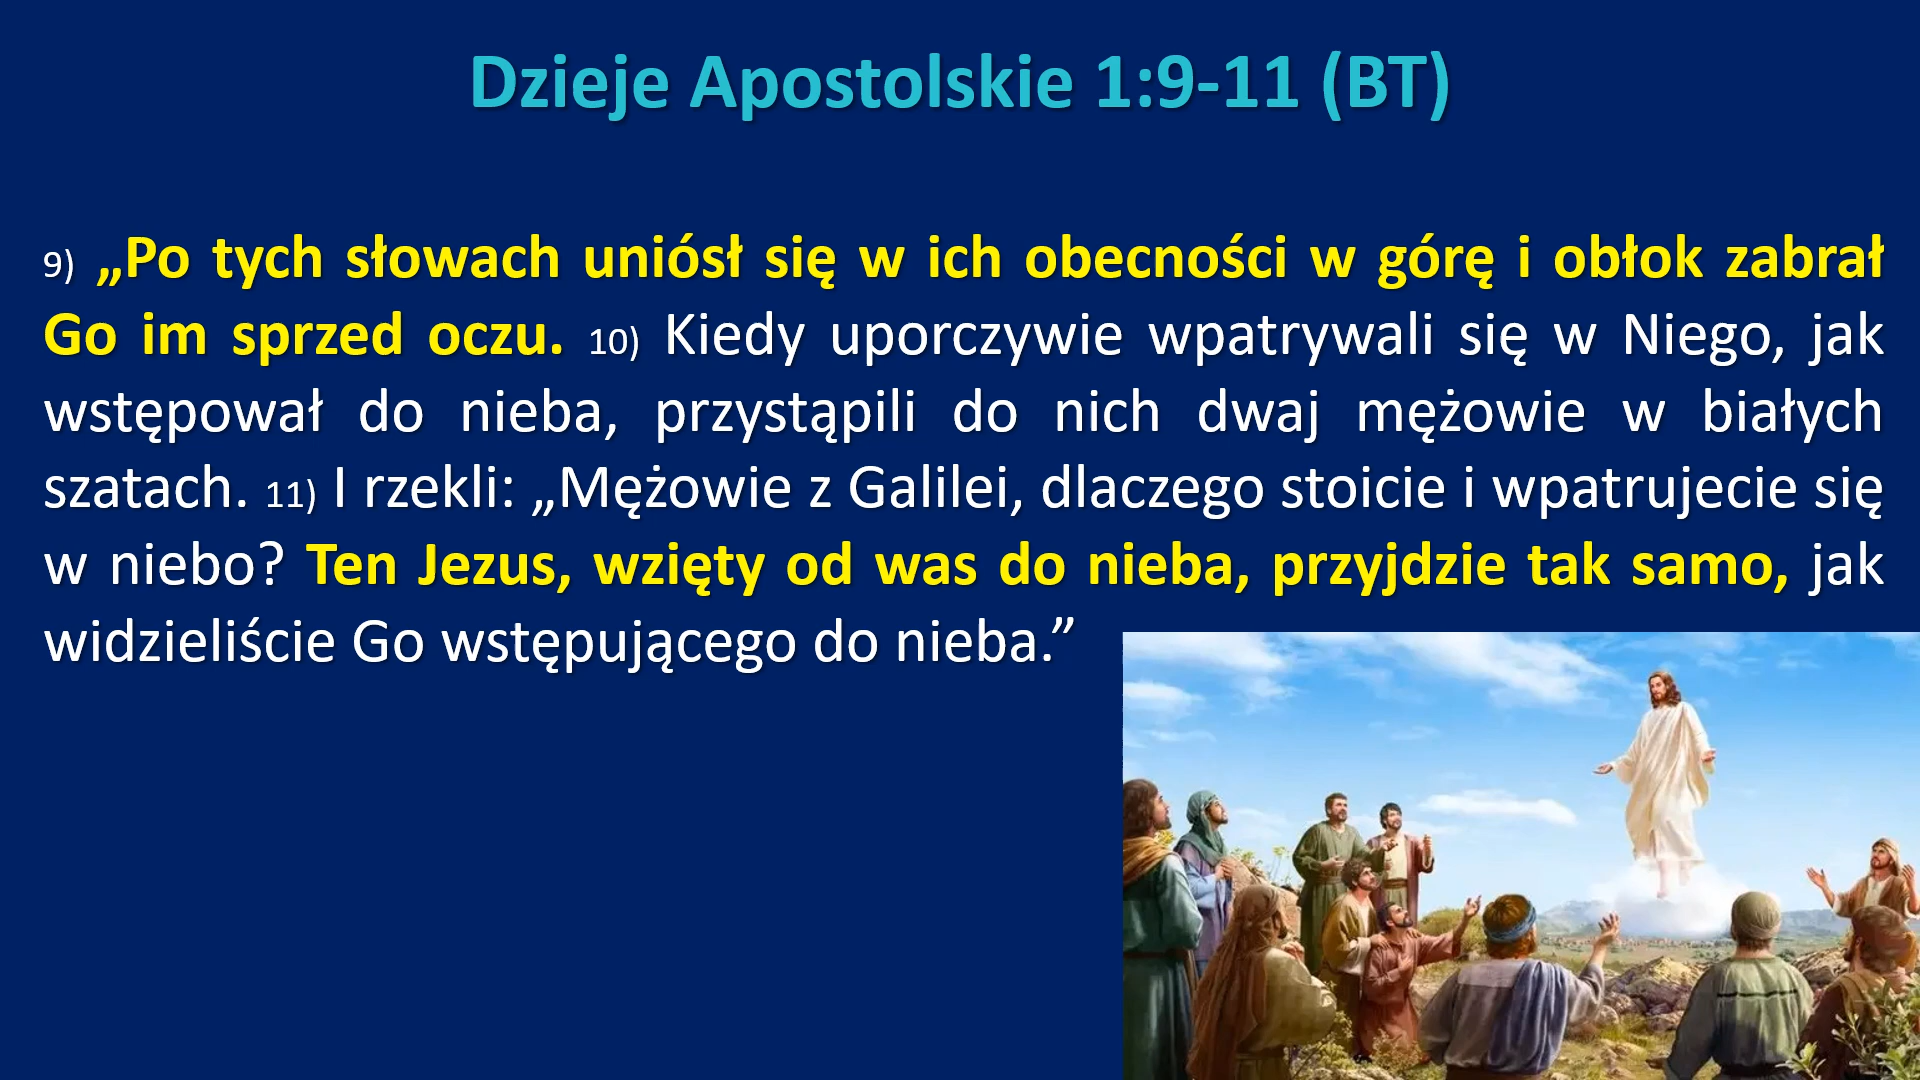 Dzieje Apostolskie 1:9-11 (BT)
9) „Po tych słowach uniósł się w ich obecności w górę i obłok zabrał
Go im sprzed oczu. 10) Kiedy uporczywie wpatrywali się w Niego, jak
wstępował do nieba, przystąpili do nich dwaj mężowie w białych
szatach. 11) I rzekli: „Mężowie z Galilei, dlaczego stoicie i wpatrujecie się
w niebo? Ten Jezus, wzięty od was do nieba, przyjdzie tak samo, jak
widzieliście Go wstępującego do nieba.”